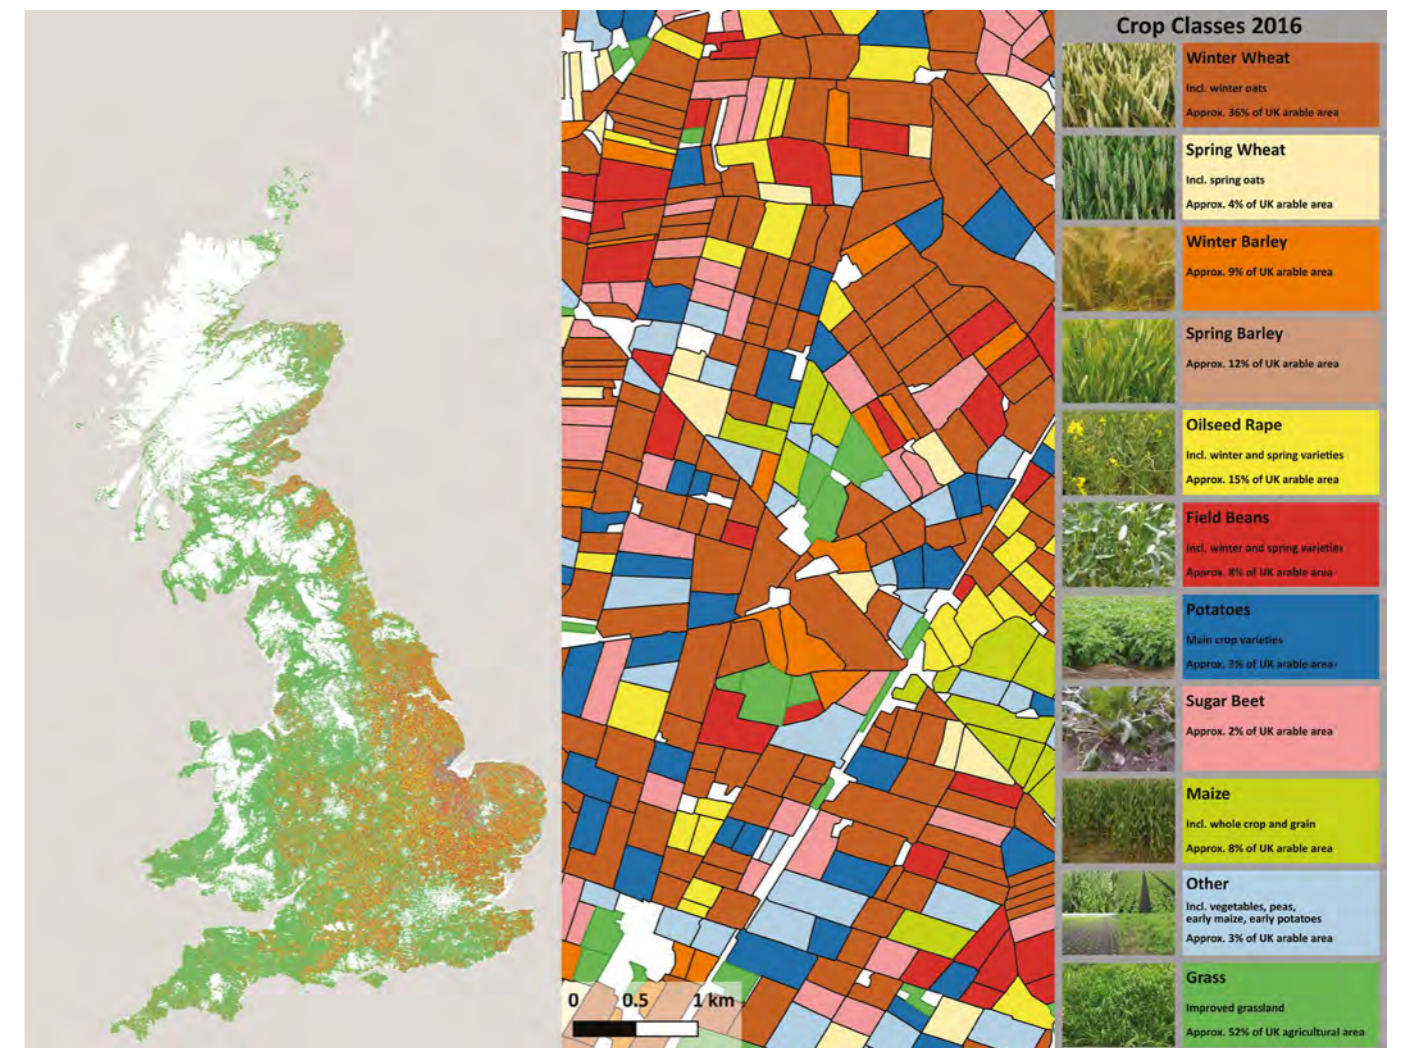 Crop Classes 2016
Winter Wheat
Incl. winter oats
Approx. 36% of UK arable area
Spring Wheat
Incl. spring oats
Approx. 4% of UK arable area
Winter Barley
Approx. 9% of UK arable area
Spring Barley
Approx. 12% of UK arable area
Oilseed Rape
Incl. winter and spring varieties
Approx. 15% of UK arable area
Field Beans
Incl. winter and spring varieties
Approx. 8% of UK arable area
Potatoes
Main crop varieties
Approx. 3% of UK arable area
Sugar Beet
Approx. 2% of UK arable area
Maize
Incl. whole crop and grain
Approx. 8% of UK arable area
Other
Incl. vegetables, peas,
early maize, early potatoes
Approx. 3% of UK arable area
Grass
Improved grassland
Approx. 52% of UK agricultural area
0 0.5 1 km